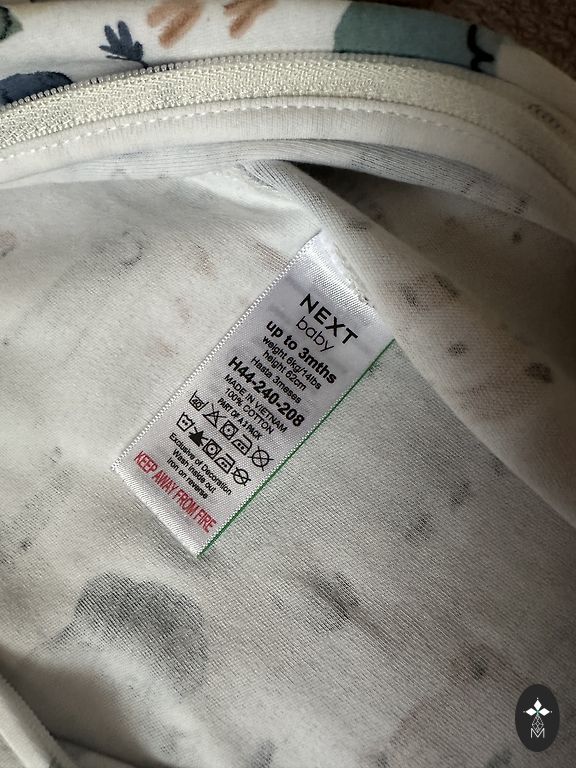 NEXT
baby
up to 3mths
weight 6kg/14lbs
height 62cm
Hasta 3meses
H44-240-208
MADE IN VIETNAM
100% COTTON
PART OF A 3 PACK
Exclusive of Decoration
Wash inside out
Iron on reverse
KEEP AWAY FROM FIRE
M